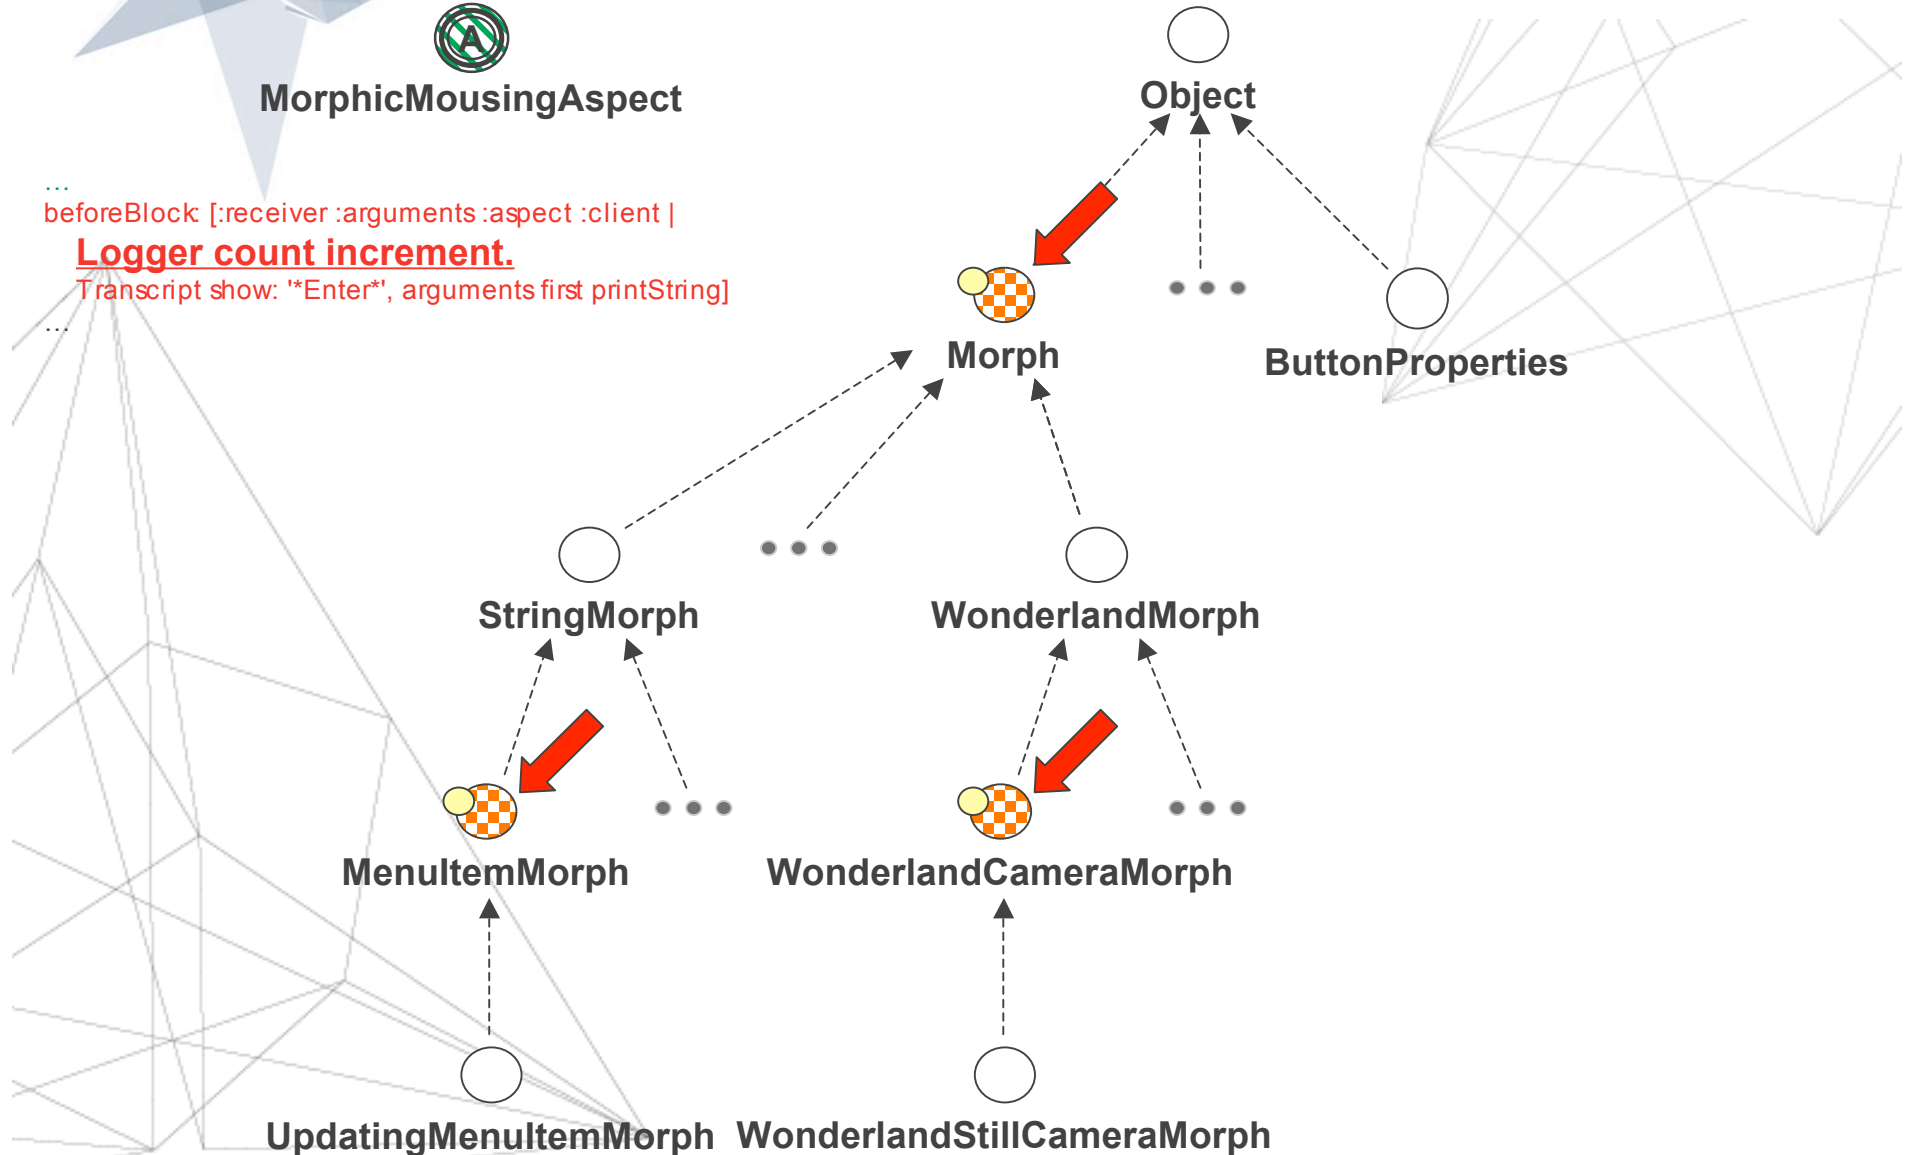 A
MorphicMousingAspect
Object
...
beforeBlock: [:receiver :arguments :aspect :client |
Logger count increment.
Transcript show: '*Enter*', arguments first printString]
...
Morph
ButtonProperties
StringMorph
WonderlandMorph
MenuItemMorph
WonderlandCameraMorph
UpdatingMenuItemMorph
WonderlandStillCameraMorph